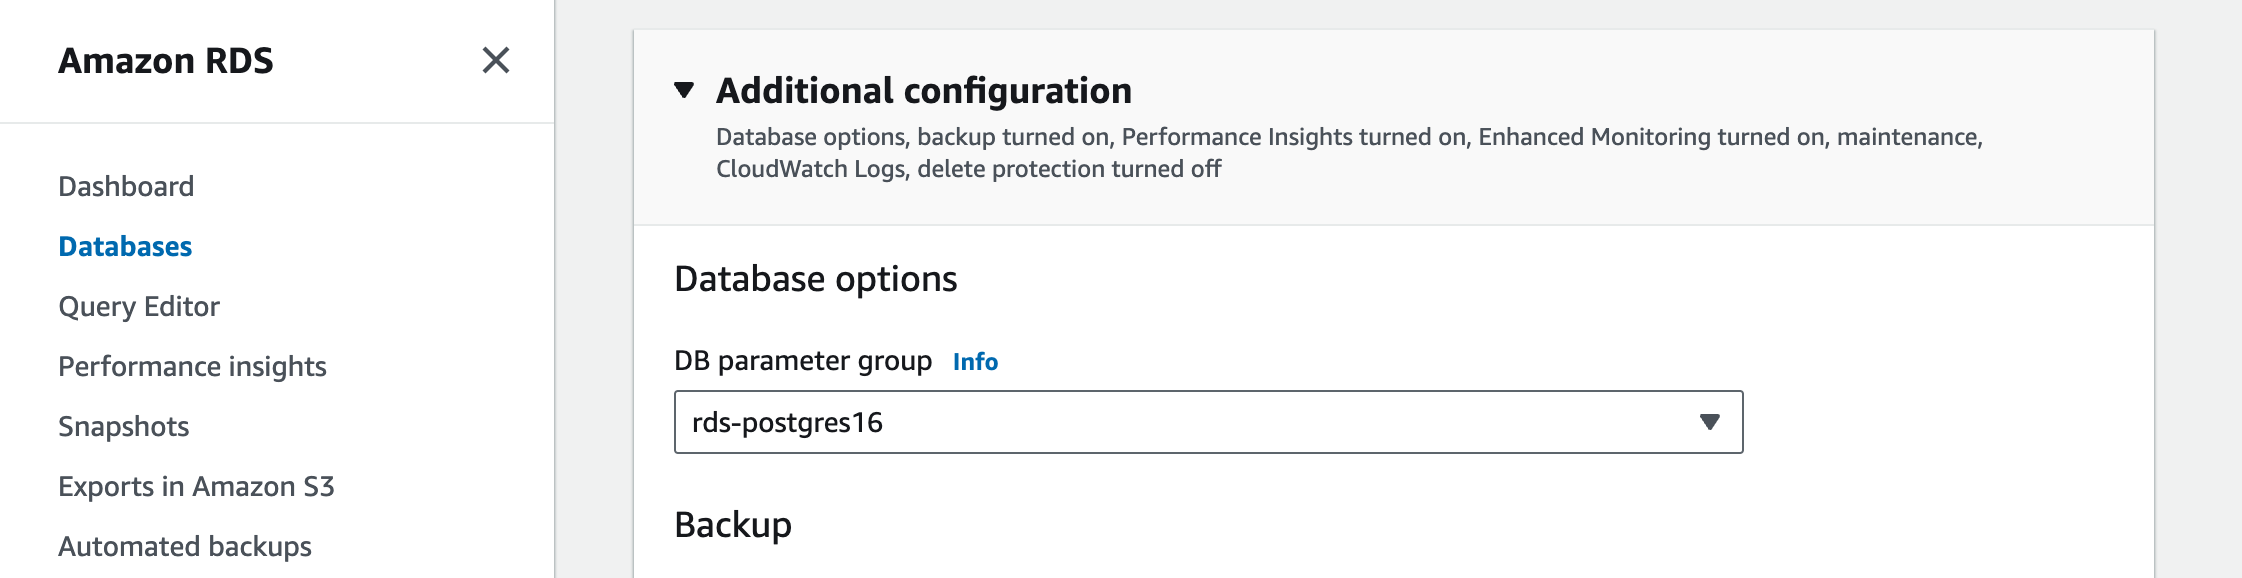 Amazon RDS
Dashboard
Databases
Query Editor
Performance insights
Snapshots
Exports in Amazon S3
Automated backups
Additional configuration
Database options, backup turned on, Performance Insights turned on, Enhanced Monitoring turned on, maintenance,
CloudWatch Logs, delete protection turned off
Database options
DB parameter group Info
rds-postgres16
Backup